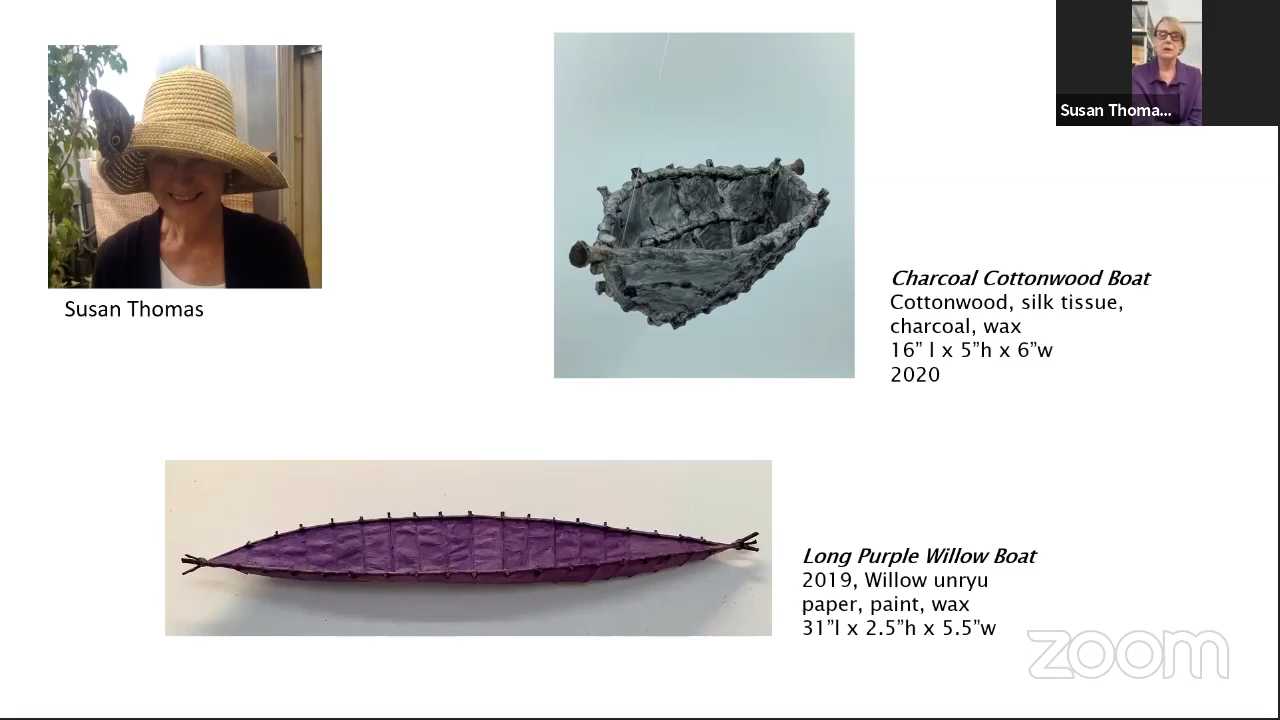 Susan Thoma...
Susan Thomas
Charcoal Cottonwood Boat
Cottonwood, silk tissue,
charcoal, wax
16” l x 5”h x 6”w
2020
Long Purple Willow Boat
2019, Willow unryu
paper, paint, wax
31”l x 2.5”h x 5.5”w
zoom